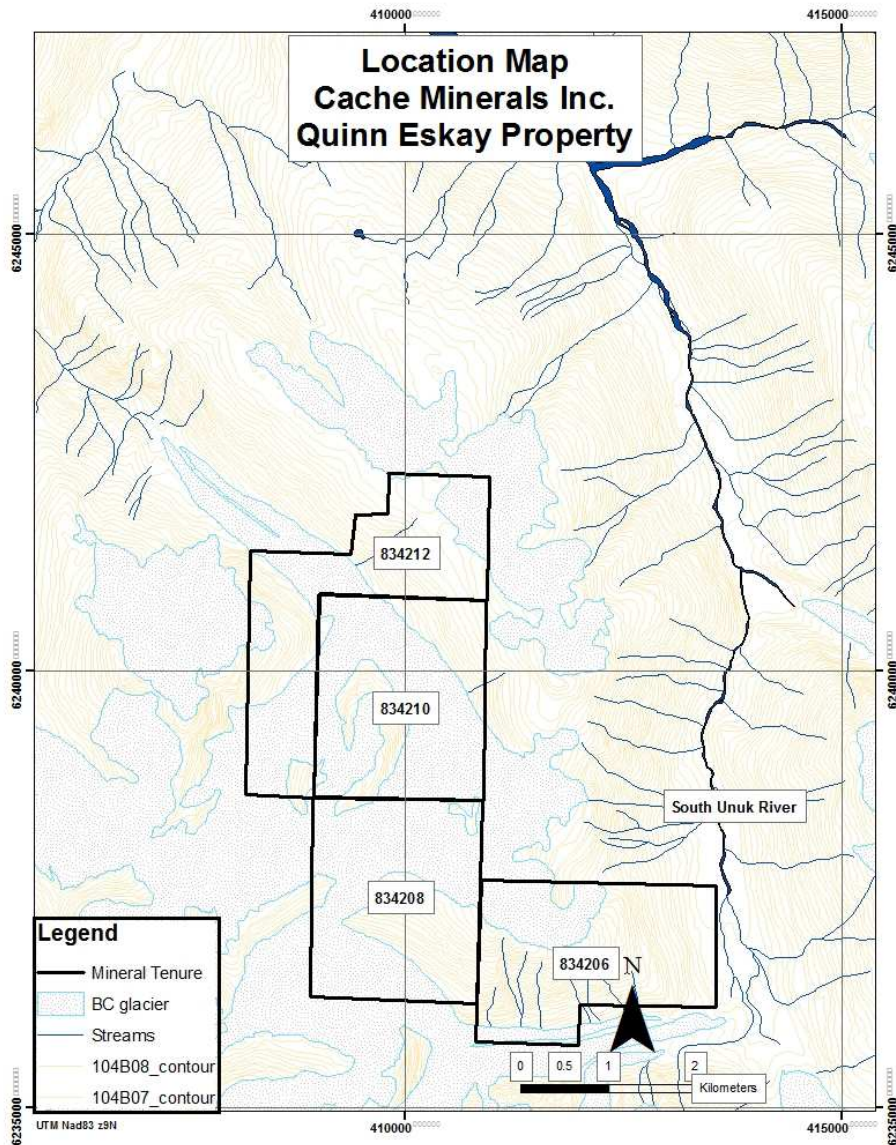 410000
415000
Location Map
Cache Minerals Inc.
Quinn Eskay Property
6245000
6245000
834212
6240000
6240000
834210
South Unuk River
834208
834206
N
Legend
Mineral Tenure
BC glacier
Streams
104B08_contour
104B07_contour
0 0.5 1 2
Kilometers
6235000
6235000
UTM Nad83 z9N
410000
415000